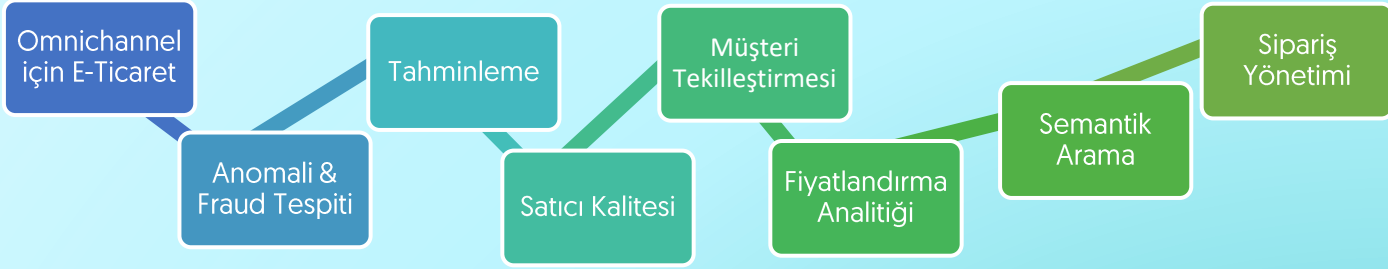 Omnichannel
için E-Ticaret
Anomali &
Fraud Tespiti
Tahminleme
Satıcı Kalitesi
Müşteri
Tekilleştirmesi
Fiyatlandırma
Analitiği
Semantik
Arama
Sipariş
Yönetimi